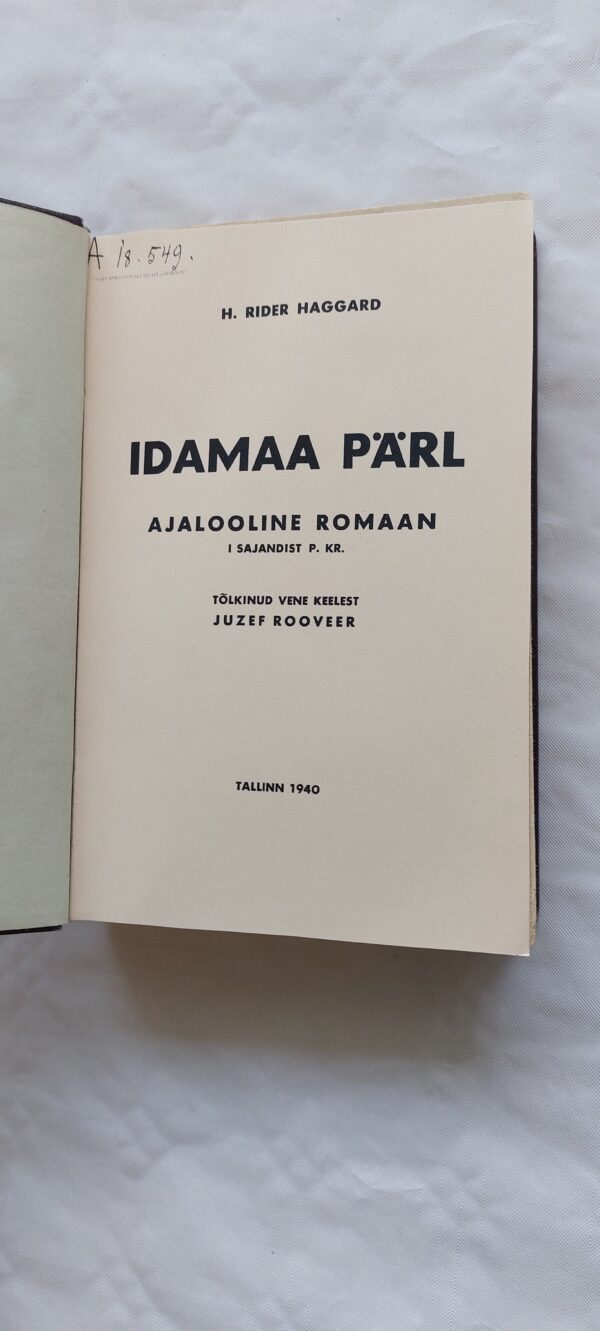 A 18.549.
H. RIDER HAGGARD
IDAMAA PÄRL
AJALOOLINE ROMAAN
I SAJANDIST P. KR.
TÕLKINUD VENE KEELEST
JUZEF ROOVEER
TALLINN 1940